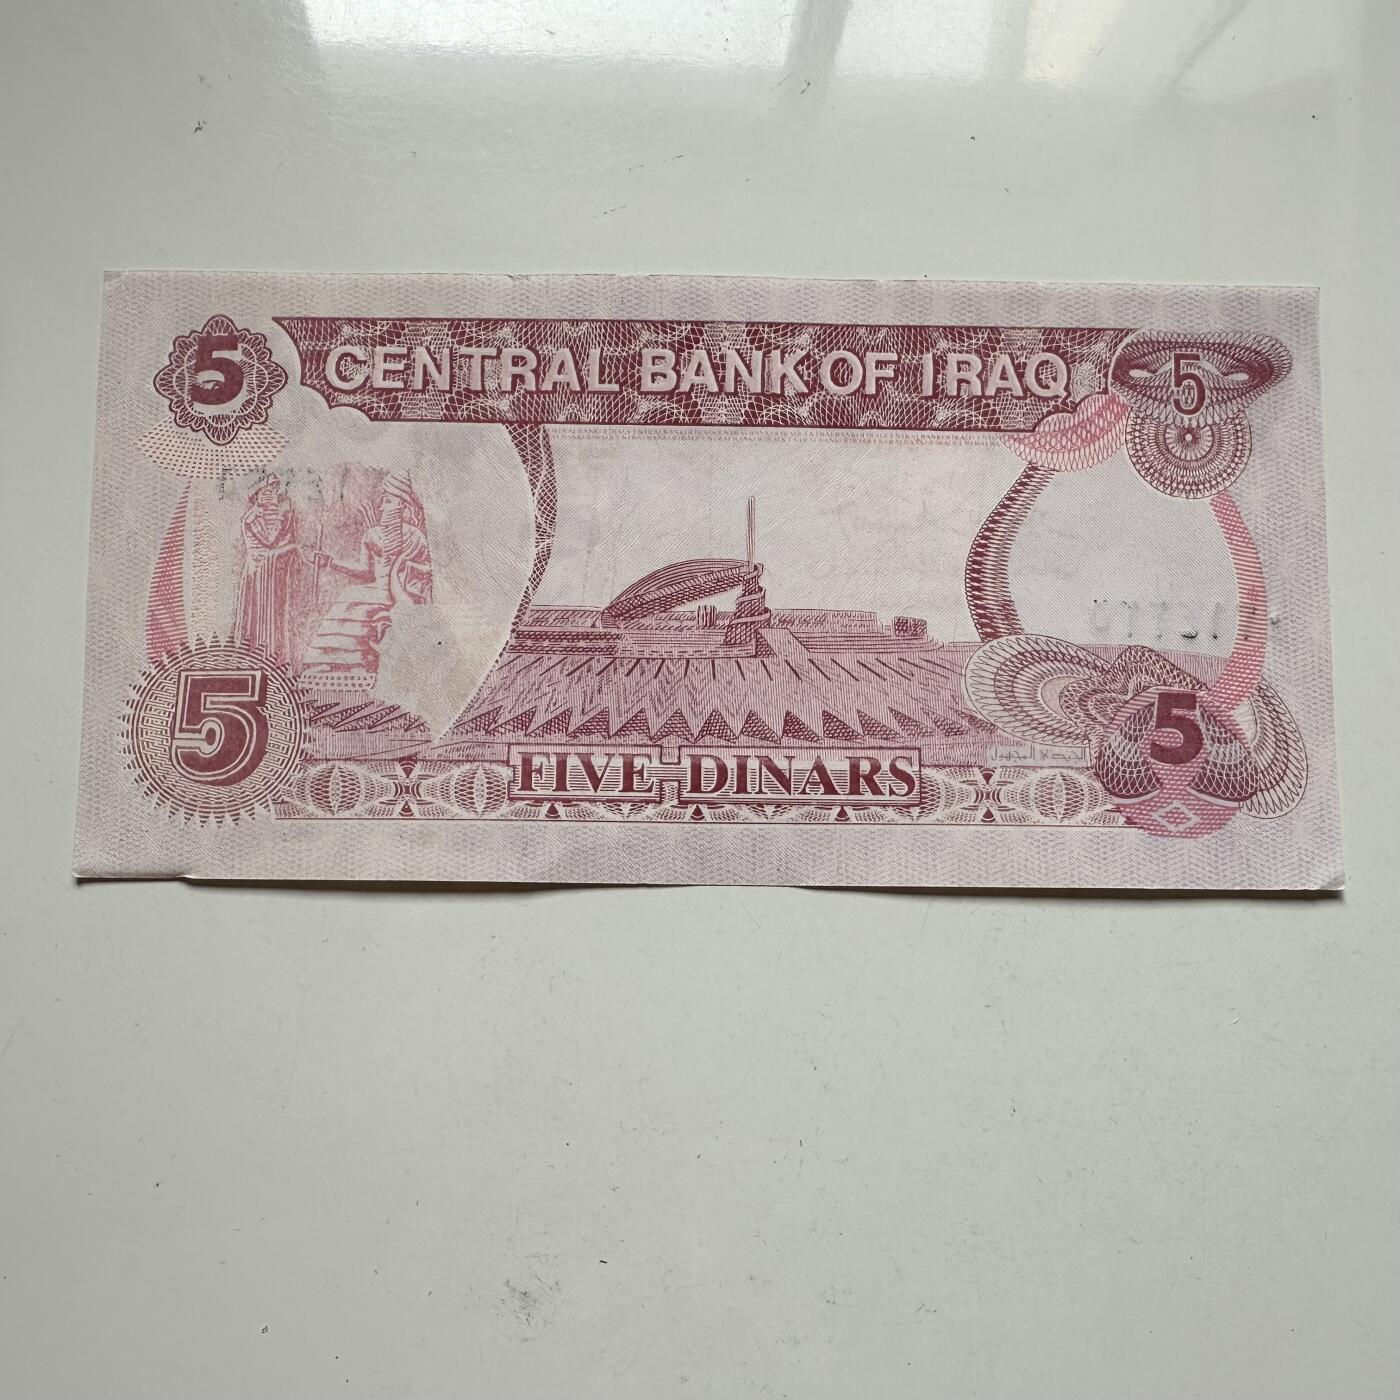 5 CENTRAL BANK OF IRAQ 5
5 FIVE DINARS 5